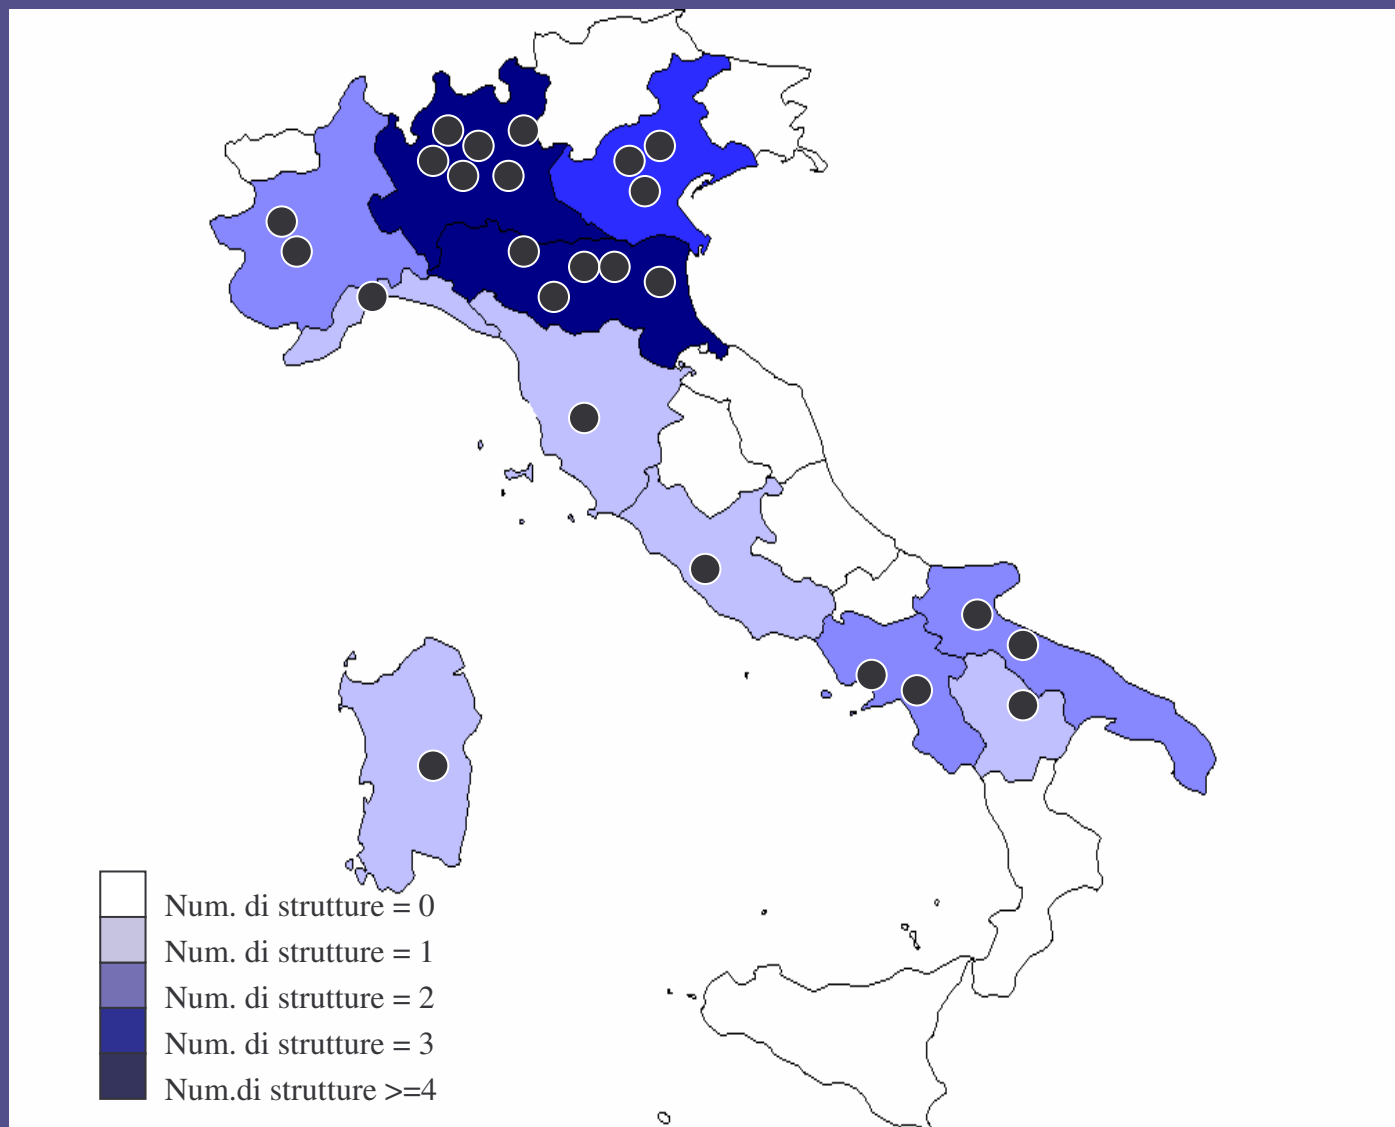 Num. di strutture = 0
Num. di strutture = 1
Num. di strutture = 2
Num. di strutture = 3
Num.di strutture >=4